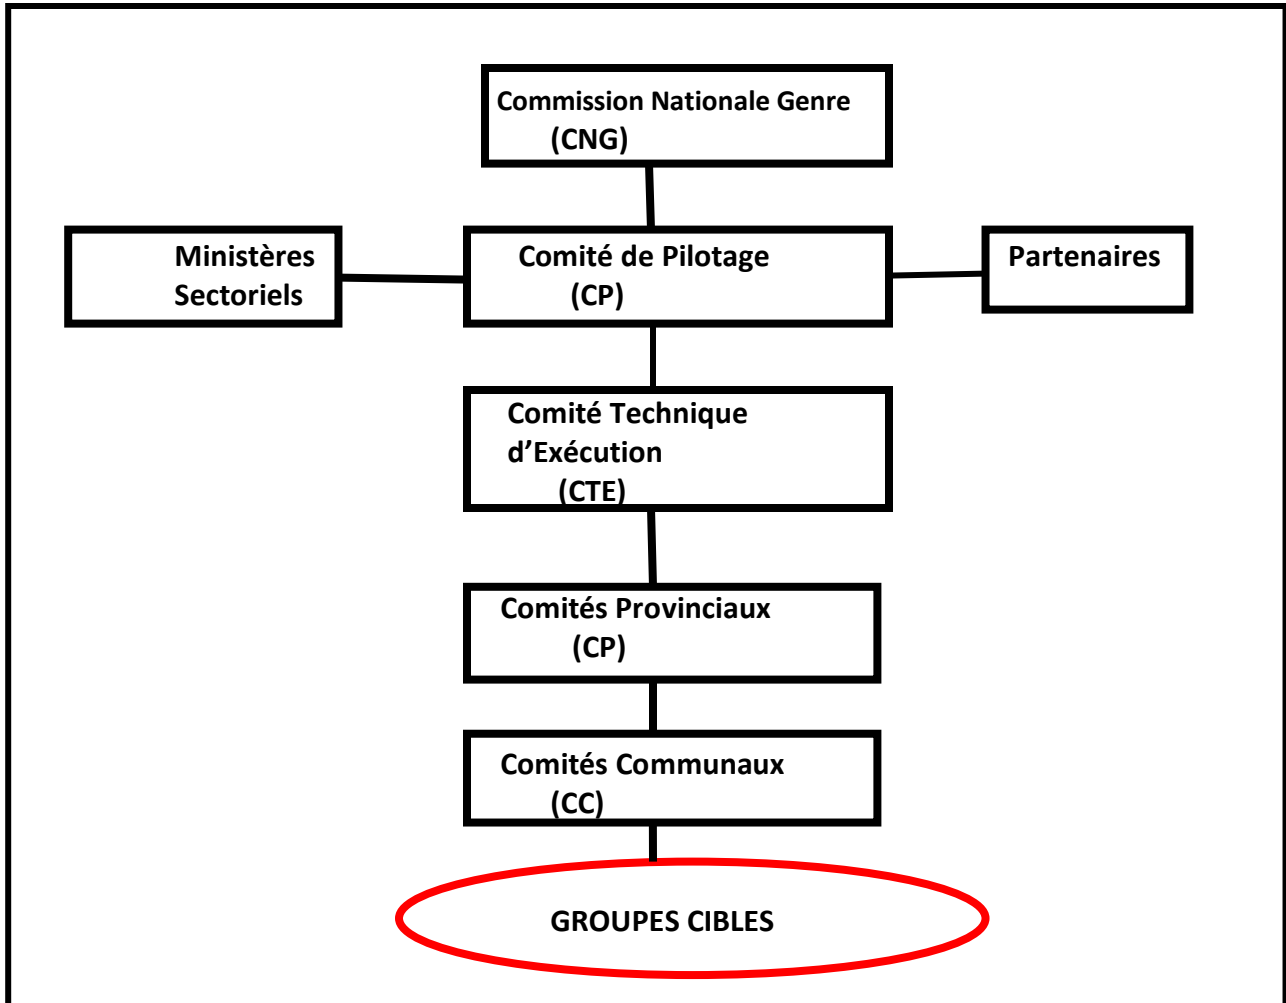 Commission Nationale Genre
(CNG)
Ministères
Sectoriels
Comité de Pilotage
(CP)
Partenaires
Comité Technique
d’Exécution
(CTE)
Comités Provinciaux
(CP)
Comités Communaux
(CC)
GROUPES CIBLES